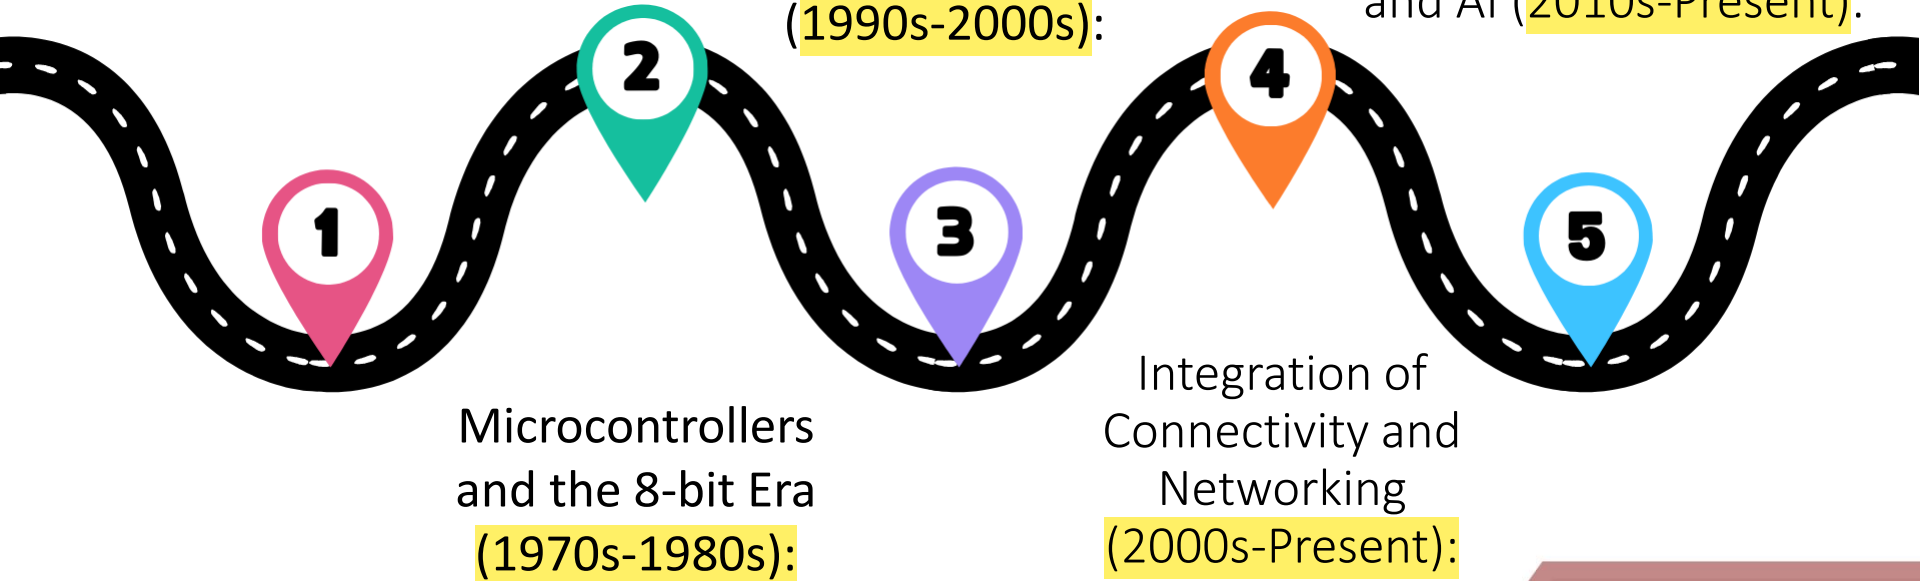 (1990s-2000s):
and AI (2010s-Present):
2
4
1
3
5
Microcontrollers
and the 8-bit Era
(1970s-1980s):
Integration of
Connectivity and
Networking
(2000s-Present):